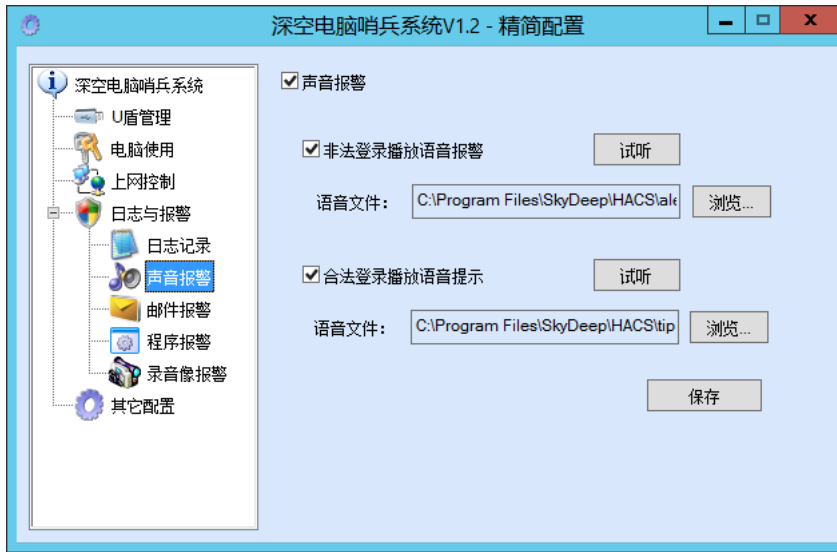 深空电脑哨兵系统V1.2 - 精简配置
深空电脑哨兵系统
U盾管理
电脑使用
上网控制
日志与报警
日志记录
声音报警
邮件报警
程序报警
录音像报警
其它配置
声音报警
非法登录播放语音报警
试听
语音文件：
C:\Program Files\SkyDeep\HACS\ale
浏览...
合法登录播放语音提示
试听
语音文件：
C:\Program Files\SkyDeep\HACS\tip
浏览...
保存